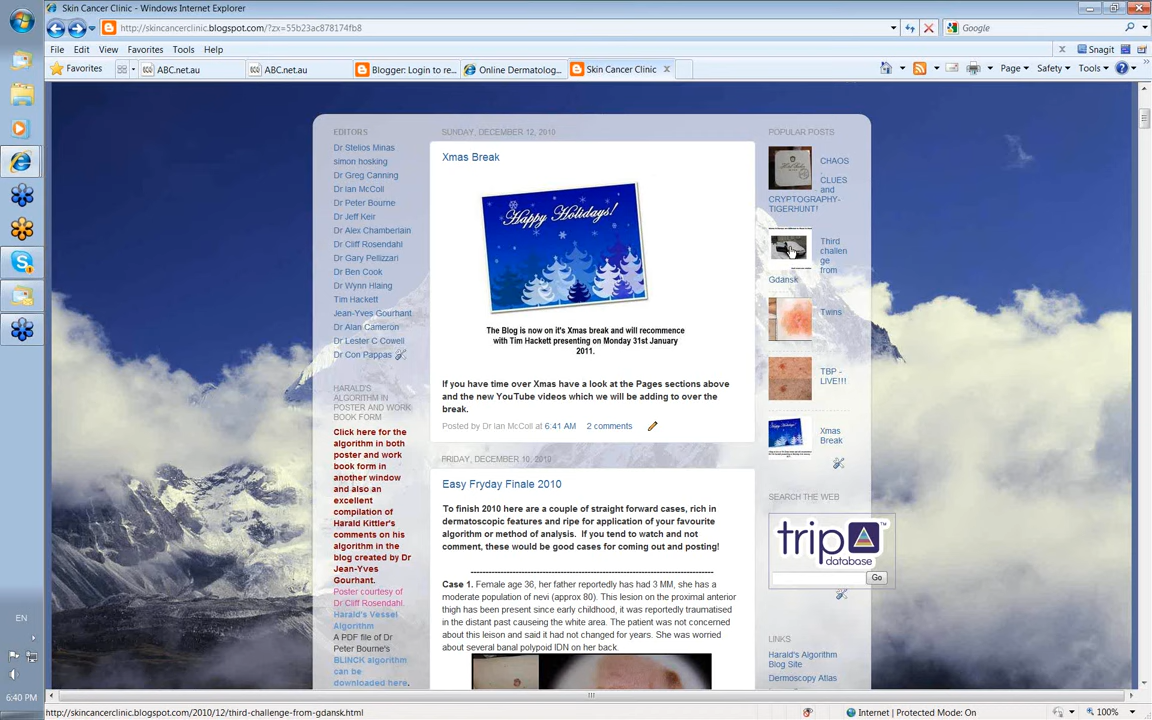 Skin Cancer Clinic - Windows Internet Explorer
http://skincancerclinic.blogspot.com/?zx=55b23ac878174fb8
Google
File Edit View Favorites Tools Help
x Snagit
Favorites ABC.net.au ABC.net.au Blogger: Login to re... Online Dermatolog... Skin Cancer Clinic
Page Safety Tools
EDITORS
Dr Stelios Minas
simon hosking
Dr Greg Canning
Dr Ian McColl
Dr Peter Bourne
Dr Jeff Keir
Dr Alex Chamberlain
Dr Cliff Rosendahl
Dr Gary Pellizzari
Dr Ben Cook
Dr Wynn Hlaing
Tim Hackett
Jean-Yves Gourhant
Dr Alan Cameron
Dr Lester C Cowell
Dr Con Pappas
HARALD'S
ALGORITHM IN
POSTER AND WORK
BOOK FORM
Click here for the
algorithm in both
poster and work
book form in
another window
and also an
excellent
compilation of
Harald Kittler's
comments on his
algorithm in the
blog created by Dr
Jean-Yves
Gourhant.
Poster courtesy of
Dr Cliff Rosendahl.
Harald's Vessel
Algorithm
A PDF file of Dr
Peter Bourne's
BLINCK algorithm
can be
downloaded here.
SUNDAY, DECEMBER 12, 2010
Xmas Break
Happy Holidays!
The Blog is now on it's Xmas break and will recommence
with Tim Hackett presenting on Monday 31st January
2011.
If you have time over Xmas have a look at the Pages sections above
and the new YouTube videos which we will be adding to over the
break.
Posted by Dr Ian McColl at 6:41 AM 2 comments
FRIDAY, DECEMBER 10, 2010
Easy Fryday Finale 2010
To finish 2010 here are a couple of straight forward cases, rich in
dermatoscopic features and ripe for application of your favourite
algorithm or method of analysis. If you tend to watch and not
comment, these would be good cases for coming out and posting!
Case 1. Female age 36, her father reportedly has had 3 MM, she has a
moderate population of nevi (approx 80). This lesion on the proximal anterior
thigh has been present since early childhood, it was reportedly traumatised
in the distant past causeing the white area. The patient was not concerned
about this leison and said it had not changed for years. She was worried
about several banal polypoid IDN on her back.
POPULAR POSTS
CHAOS
,
CLUES
and
CRYPTOGRAPHY-
TIGERHUNT!
Third
challen
ge
from
Gdansk
Twins
TBP -
LIVE!!!
Xmas
Break
SEARCH THE WEB
trip
database
TM
Go
LINKS
Harald's Algorithm
Blog Site
Dermoscopy Atlas
EN
6:40 PM
http://skincancerclinic.blogspot.com/2010/12/third-challenge-from-gdansk.html
Internet | Protected Mode: On
100%